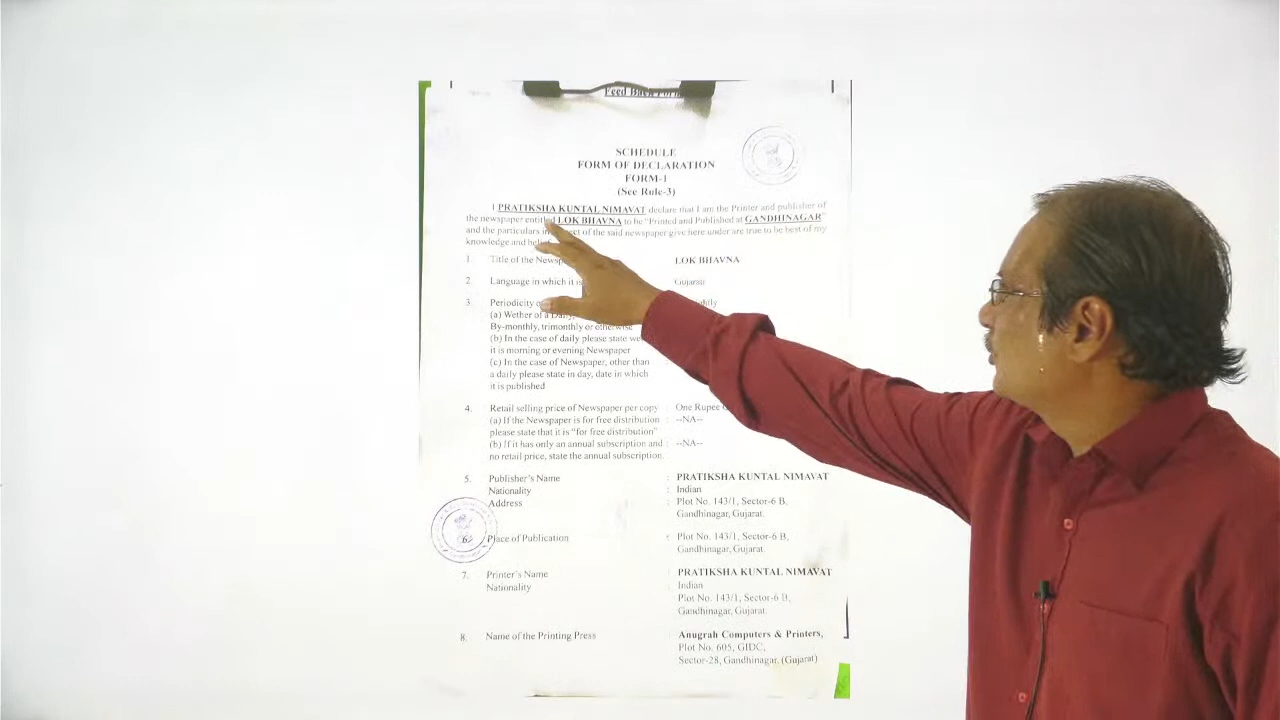 Feed Back Form
SCHEDULE
FORM OF DECLARATION
FORM-1
(See Rule-3)
I PRATIKSHA KUNTAL NIMAVAT declare that I am the Printer and publisher of
the newspaper entitled LOK BHAVNA to be "Printed and Published at GANDHINAGAR"
and the particulars in of the said newspaper give here under are true to be best of my
knowledge and belief
1. Title of the Newsp LOK BHAVNA
2. Language in which it is Gujarati
3. Periodicity
(a) Wether of a Daily,
By-monthly, trimonthly or otherwise
(b) In the case of daily please state
it is morning or evening Newspaper
(c) In the case of Newspaper, other than
a daily please state in day, date in which
it is published
4. Retail selling price of Newspaper per copy : One Rupee
(a) If the Newspaper is for free distribution : --NA--
please state that it is "for free distribution"
(b) If it has only an annual subscription and : --NA--
no retail price, state the annual subscription.
5. Publisher's Name : PRATIKSHA KUNTAL NIMAVAT
Nationality : Indian
Address : Plot No. 143/1, Sector-6 B,
Gandhinagar, Gujarat.
6. Place of Publication : Plot No. 143/1, Sector-6 B,
Gandhinagar, Gujarat.
7. Printer's Name : PRATIKSHA KUNTAL NIMAVAT
Nationality : Indian
Plot No. 143/1, Sector-6 B,
Gandhinagar, Gujarat.
8. Name of the Printing Press Anugrah Computers & Printers,
Plot No. 605, GIDC,
Sector-28, Gandhinagar. (Gujarat)